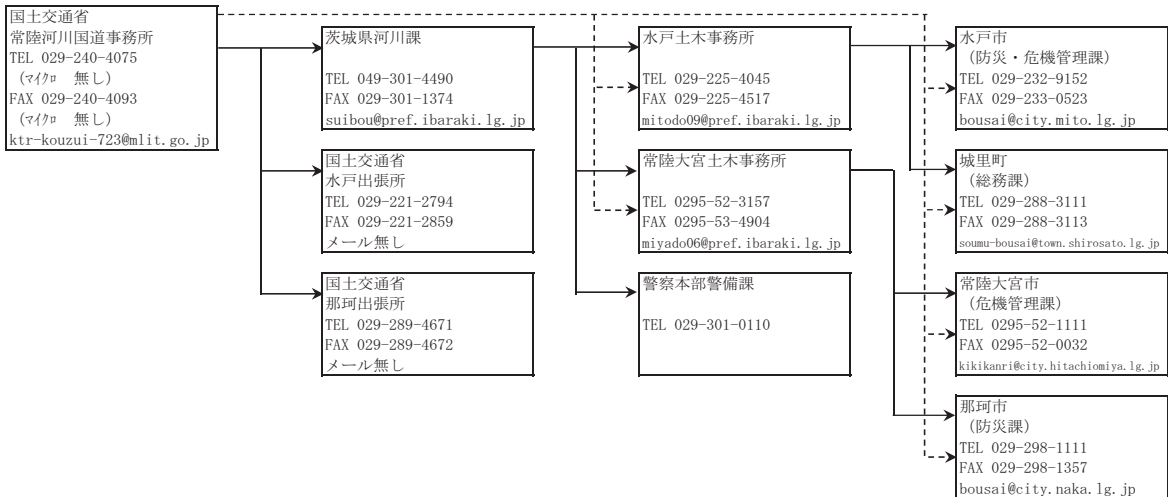 国土交通省
常陸河川国道事務所
TEL 029-240-4075
（ﾏｲｸﾛ　無し）
FAX 029-240-4093
（ﾏｲｸﾛ　無し）
ktr-kouzui-723@mlit.go.jp
茨城県河川課
TEL 049-301-4490
FAX 029-301-1374
suibou@pref.ibaraki.lg.jp
国土交通省
水戸出張所
TEL 029-221-2794
FAX 029-221-2859
メール無し
国土交通省
那珂出張所
TEL 029-289-4671
FAX 029-289-4672
メール無し
水戸土木事務所
TEL 029-225-4045
FAX 029-225-4517
mitodo09@pref.ibaraki.lg.jp
常陸大宮土木事務所
TEL 0295-52-3157
FAX 0295-53-4904
miyado06@pref.ibaraki.lg.jp
警察本部警備課
TEL 029-301-0110
水戸市
（防災・危機管理課）
TEL 029-232-9152
FAX 029-233-0523
bousai@city.mito.lg.jp
城里町
（総務課）
TEL 029-288-3111
FAX 029-288-3113
soumu-bousai@town.shirosato.lg.jp
常陸大宮市
（危機管理課）
TEL 0295-52-1111
FAX 0295-52-0032
kikikanri@city.hitachiomiya.lg.jp
那珂市
（防災課）
TEL 029-298-1111
FAX 029-298-1357
bousai@city.naka.lg.jp